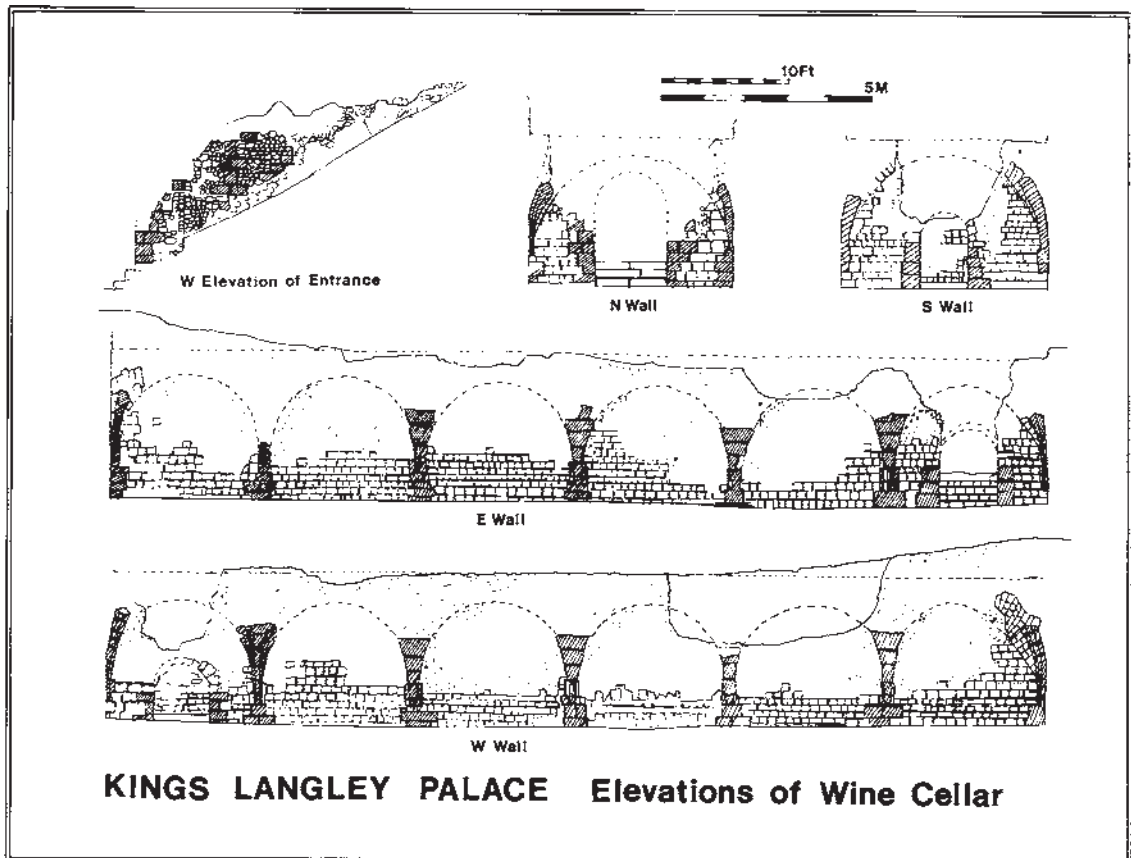 10Ft
5M
W Elevation of Entrance
N Wall
S Wall
E Wall
W Wall
KINGS LANGLEY PALACE Elevations of Wine Cellar